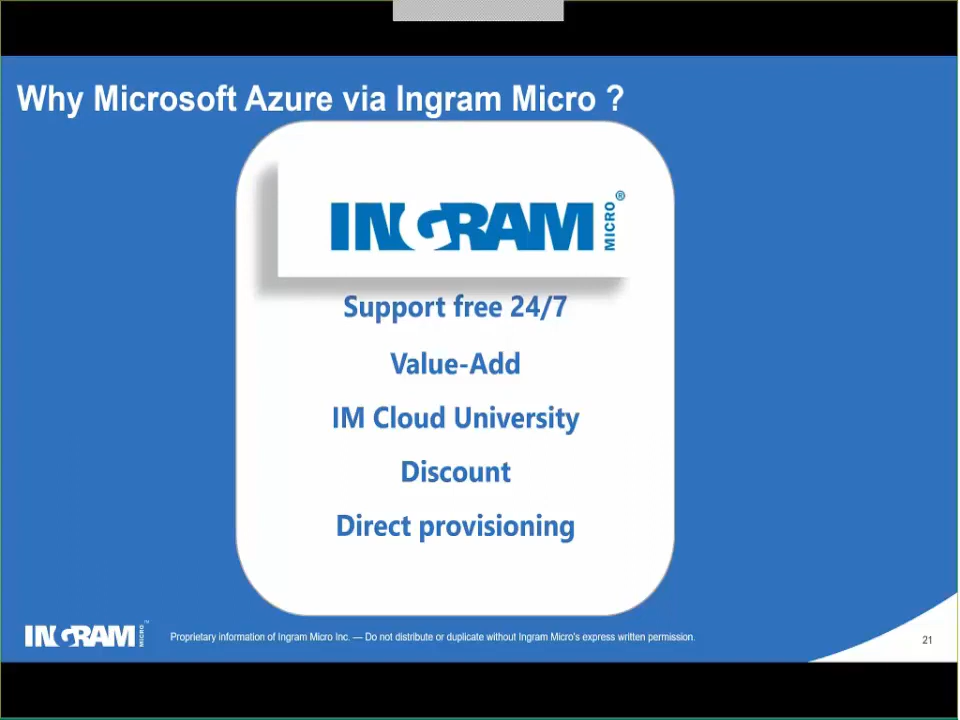 Why Microsoft Azure via Ingram Micro ?
INGRAM MICRO®
Support free 24/7
Value-Add
IM Cloud University
Discount
Direct provisioning
INGRAM MICRO™
Proprietary information of Ingram Micro Inc. — Do not distribute or duplicate without Ingram Micro's express written permission.
21